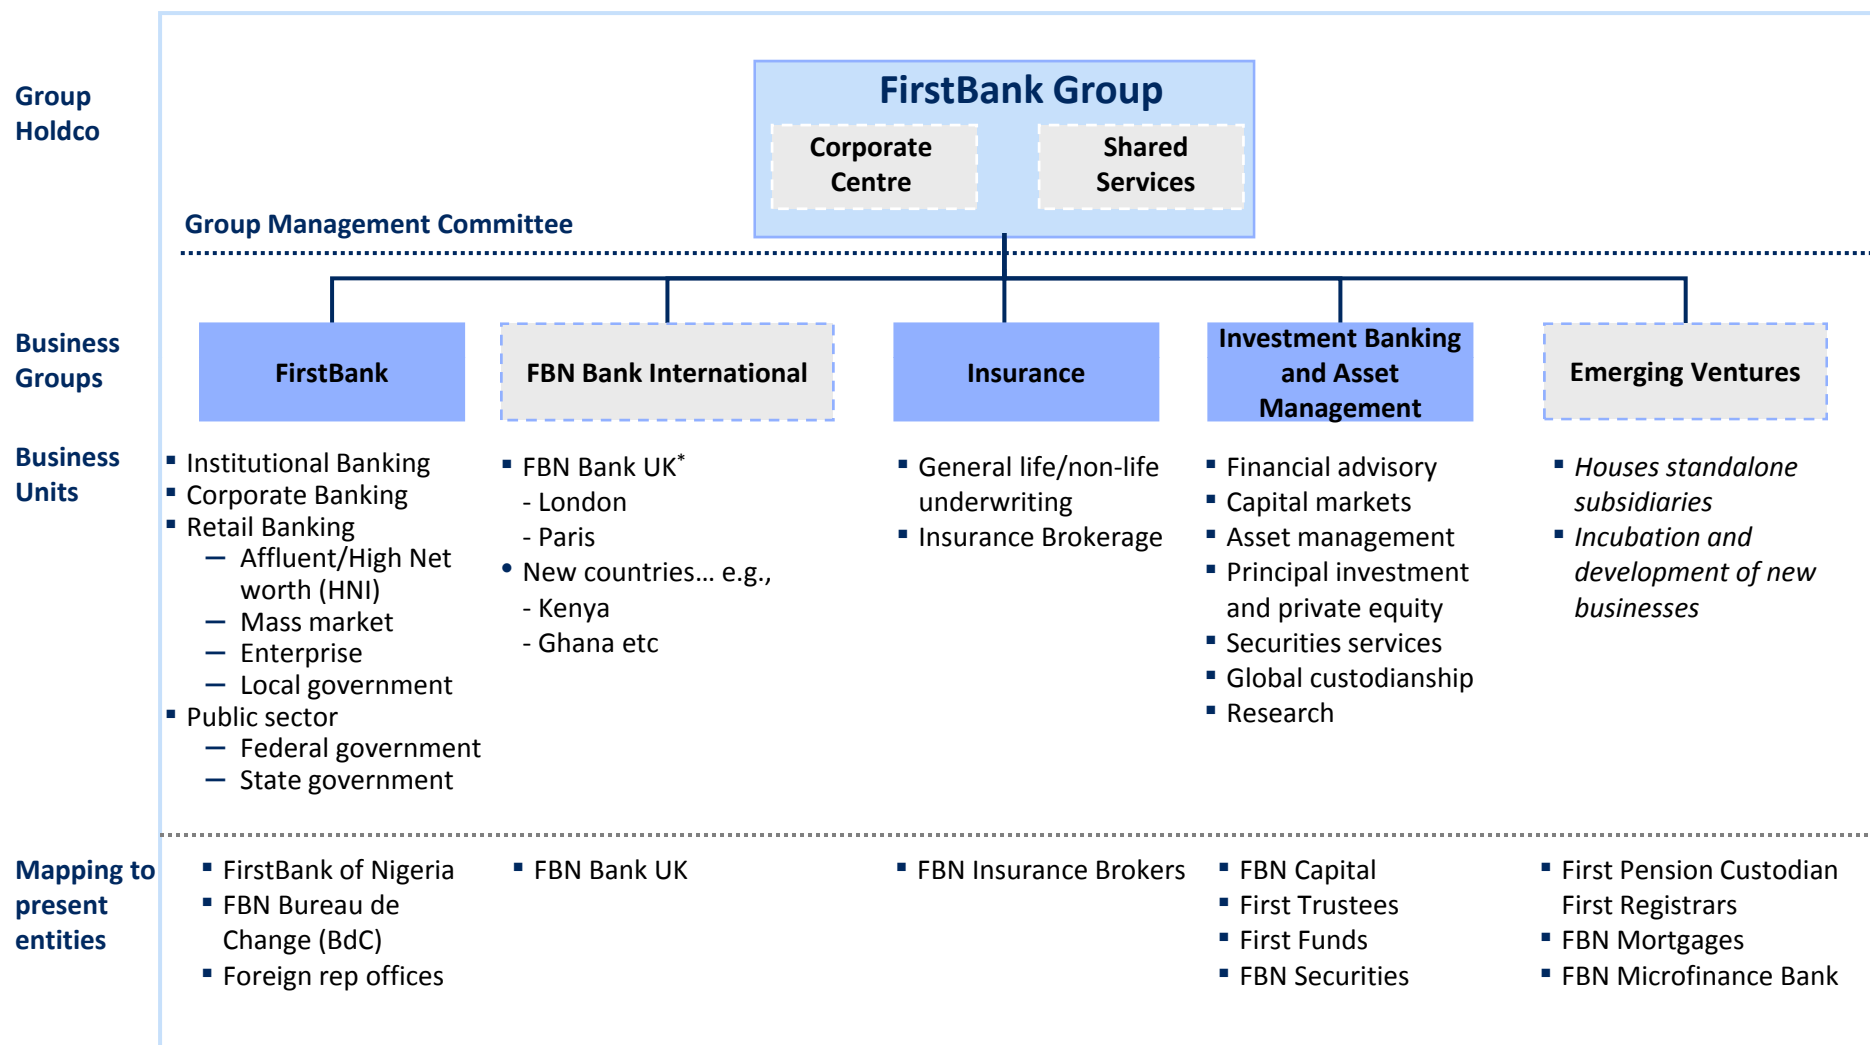 Group
Holdco
FirstBank Group
Corporate
Centre
Shared
Services
Group Management Committee
Business
Groups
FirstBank
FBN Bank International
Insurance
Investment Banking
and Asset
Management
Emerging Ventures
Business
Units
▪ Institutional Banking
▪ Corporate Banking
▪ Retail Banking
— Affluent/High Net
worth (HNI)
— Mass market
— Enterprise
— Local government
▪ Public sector
— Federal government
— State government
▪ FBN Bank UK*
- London
- Paris
• New countries… e.g.,
- Kenya
- Ghana etc
▪ General life/non-life
underwriting
▪ Insurance Brokerage
▪ Financial advisory
▪ Capital markets
▪ Asset management
▪ Principal investment
and private equity
▪ Securities services
▪ Global custodianship
▪ Research
▪ Houses standalone
subsidiaries
▪ Incubation and
development of new
businesses
Mapping to
present
entities
▪ FirstBank of Nigeria
▪ FBN Bureau de
Change (BdC)
▪ Foreign rep offices
▪ FBN Bank UK
▪ FBN Insurance Brokers
▪ FBN Capital
▪ First Trustees
▪ First Funds
▪ FBN Securities
▪ First Pension Custodian
First Registrars
▪ FBN Mortgages
▪ FBN Microfinance Bank